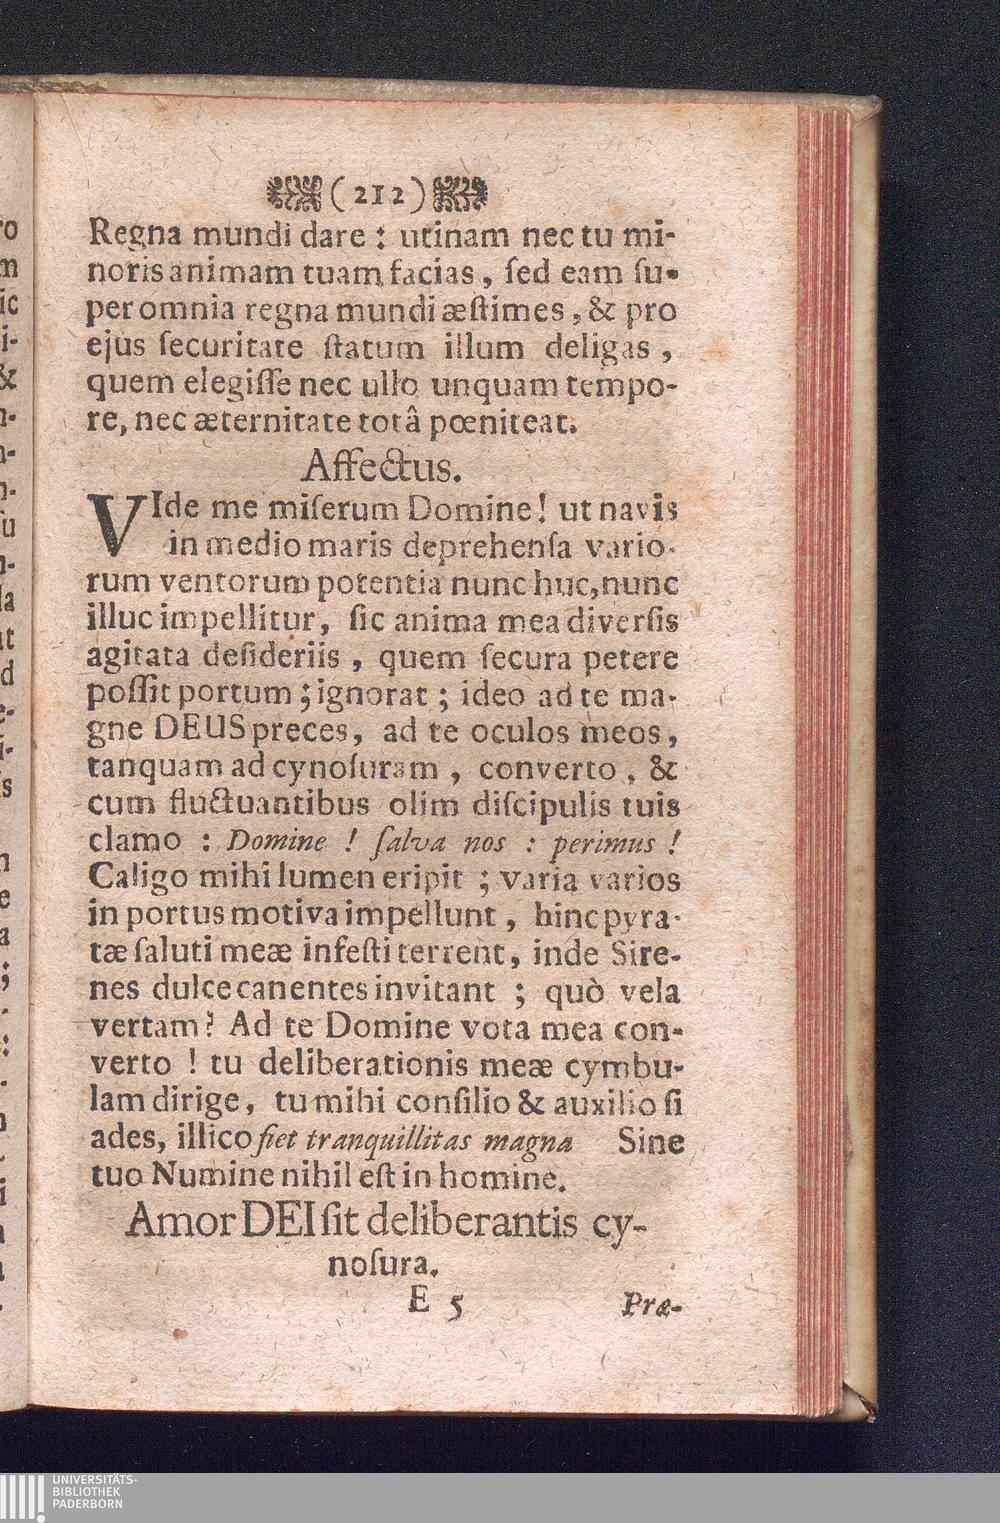 (212)
Regna mundi dare : utinam nec tu mi-
noris animam tuam facias, ſed eam ſu-
per omnia regna mundi æſtimes, & pro
ejus ſecuritate ſtatum illum deligas,
quem elegiſſe nec ullo unquam tempo-
re, nec æternitate totâ pœniteat.
Affectus.
VIde me miſerum Domine! ut navis
in medio maris deprehenſa vario-
rum ventorum potentia nunc huc, nunc
illuc impellitur, ſic anima mea diverſis
agitata deſideriis, quem ſecura petere
poſſit portum; ignorat; ideo ad te ma-
gne DEUS preces, ad te oculos meos,
tanquam ad cynoſuram, converto, &
cum fluctuantibus olim diſcipulis tuis
clamo : Domine ! ſalva nos : perimus !
Caligo mihi lumen eripit ; varia varios
in portus motiva impellunt, hinc pyra-
tæ ſaluti meæ infeſti terrent, inde Sire-
nes dulce canentes invitant ; quò vela
vertam? Ad te Domine vota mea con-
verto ! tu deliberationis meæ cymbu-
lam dirige, tu mihi conſilio & auxilio ſi
ades, illico fiet tranquillitas magna Sine
tuo Numine nihil eſt in homine.
Amor DEI ſit deliberantis cy-
noſura.
E 5 Præ-
UNIVERSITÄTS-
BIBLIOTHEK
PADERBORN